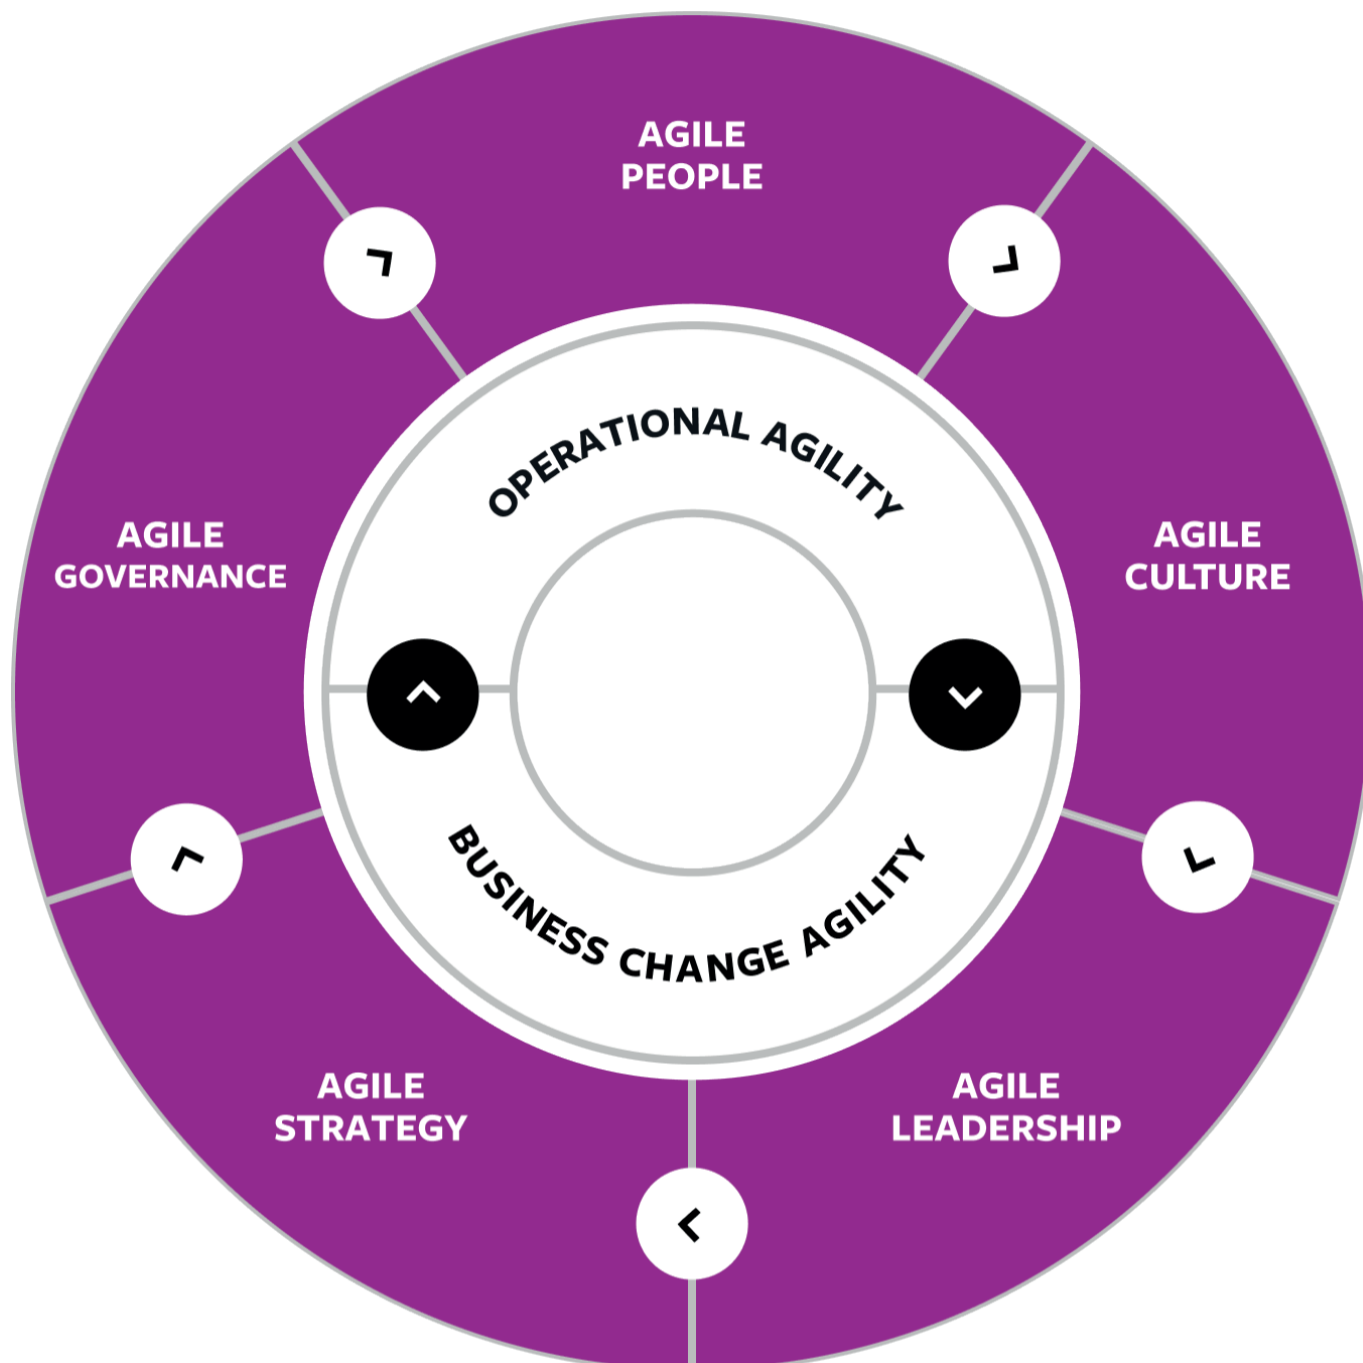 AGILE
PEOPLE
AGILE
GOVERNANCE
AGILE
CULTURE
OPERATIONAL AGILITY
BUSINESS CHANGE AGILITY
AGILE
STRATEGY
AGILE
LEADERSHIP